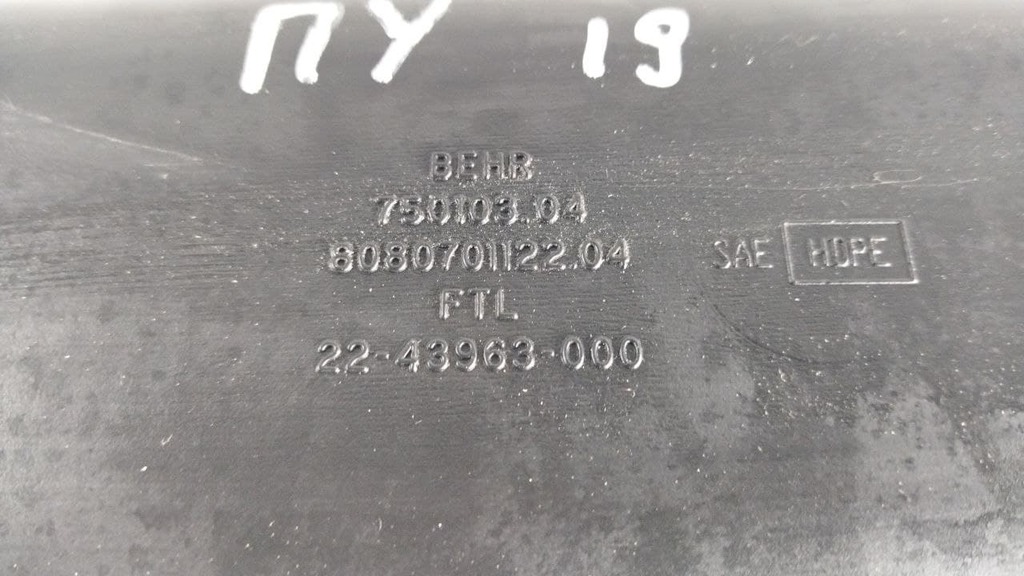 ПУ 19
BEHR
750103.04
8080701122.04
SAE HDPE
FTL
22-43963-000